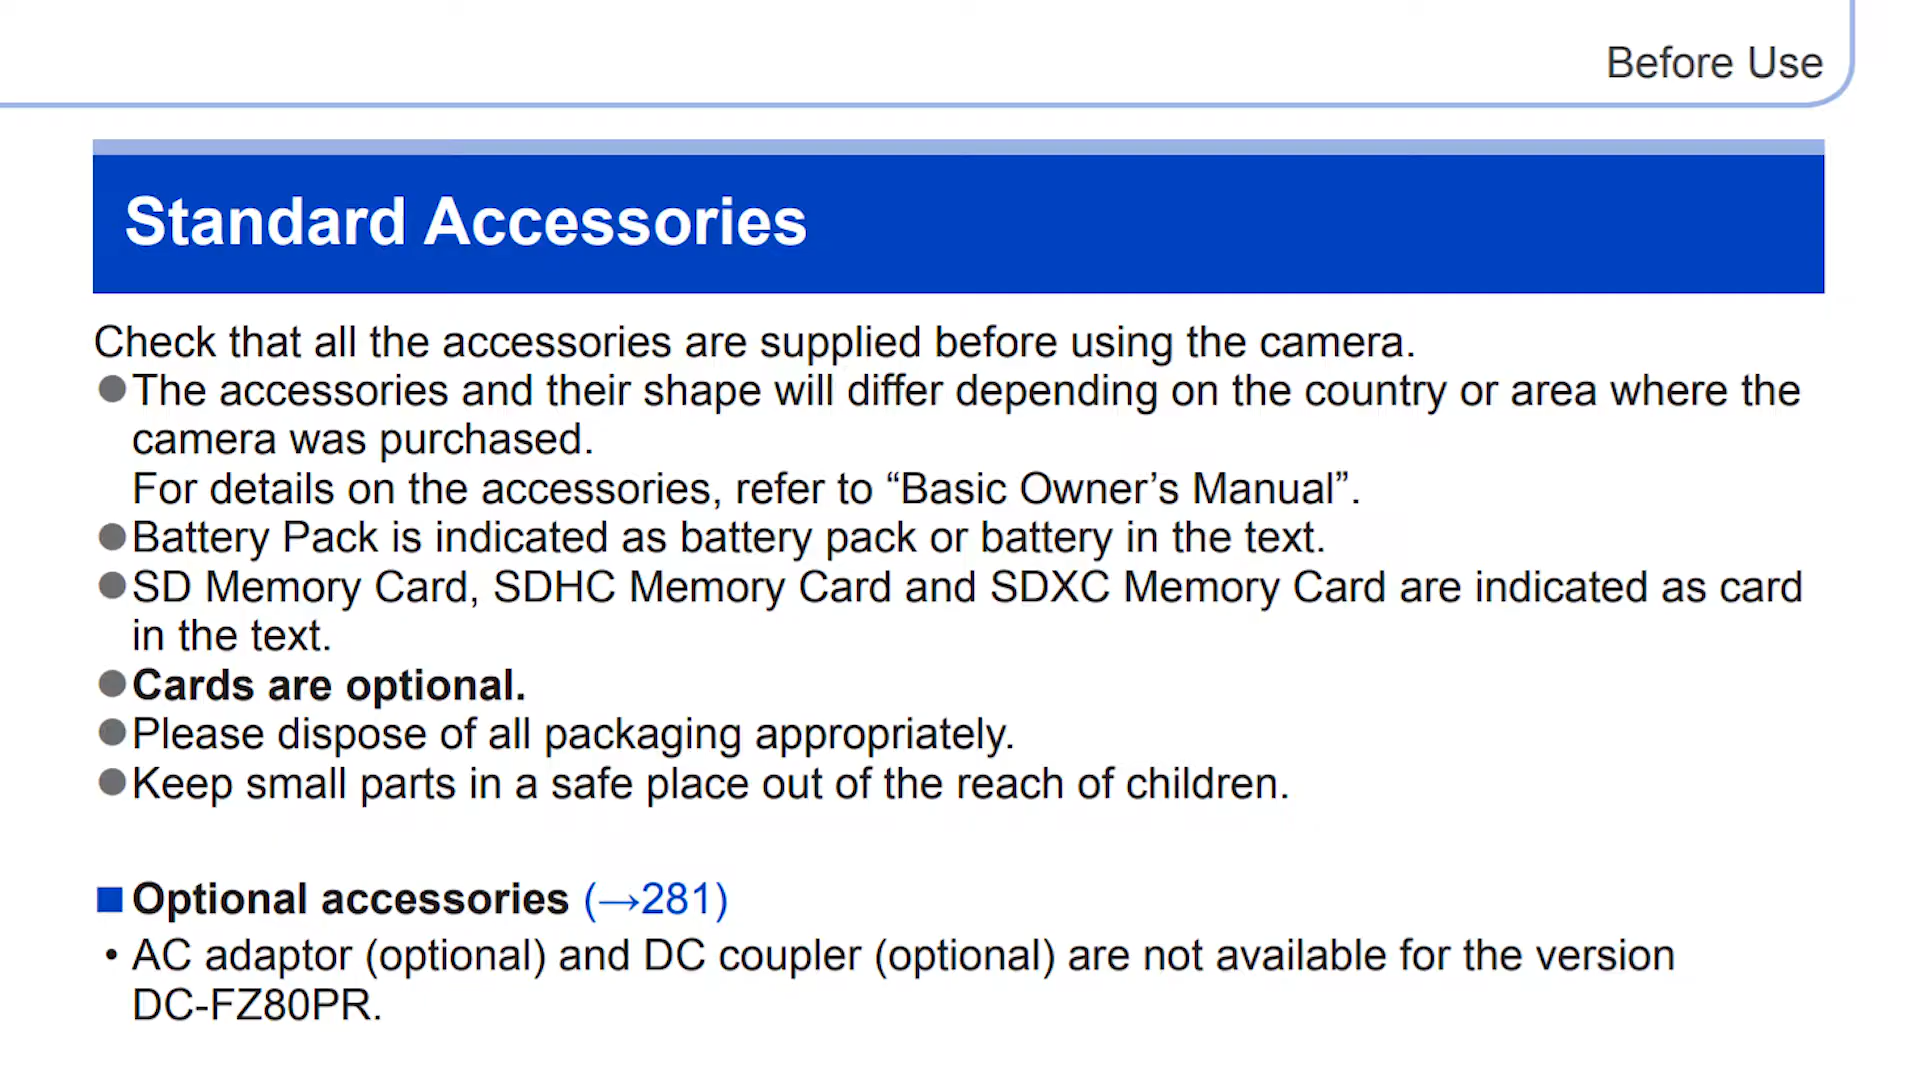 Before Use
Standard Accessories
Check that all the accessories are supplied before using the camera.
●The accessories and their shape will differ depending on the country or area where the
camera was purchased.
For details on the accessories, refer to “Basic Owner’s Manual”.
●Battery Pack is indicated as battery pack or battery in the text.
●SD Memory Card, SDHC Memory Card and SDXC Memory Card are indicated as card
in the text.
●Cards are optional.
●Please dispose of all packaging appropriately.
●Keep small parts in a safe place out of the reach of children.
■Optional accessories (→281)
• AC adaptor (optional) and DC coupler (optional) are not available for the version
DC-FZ80PR.